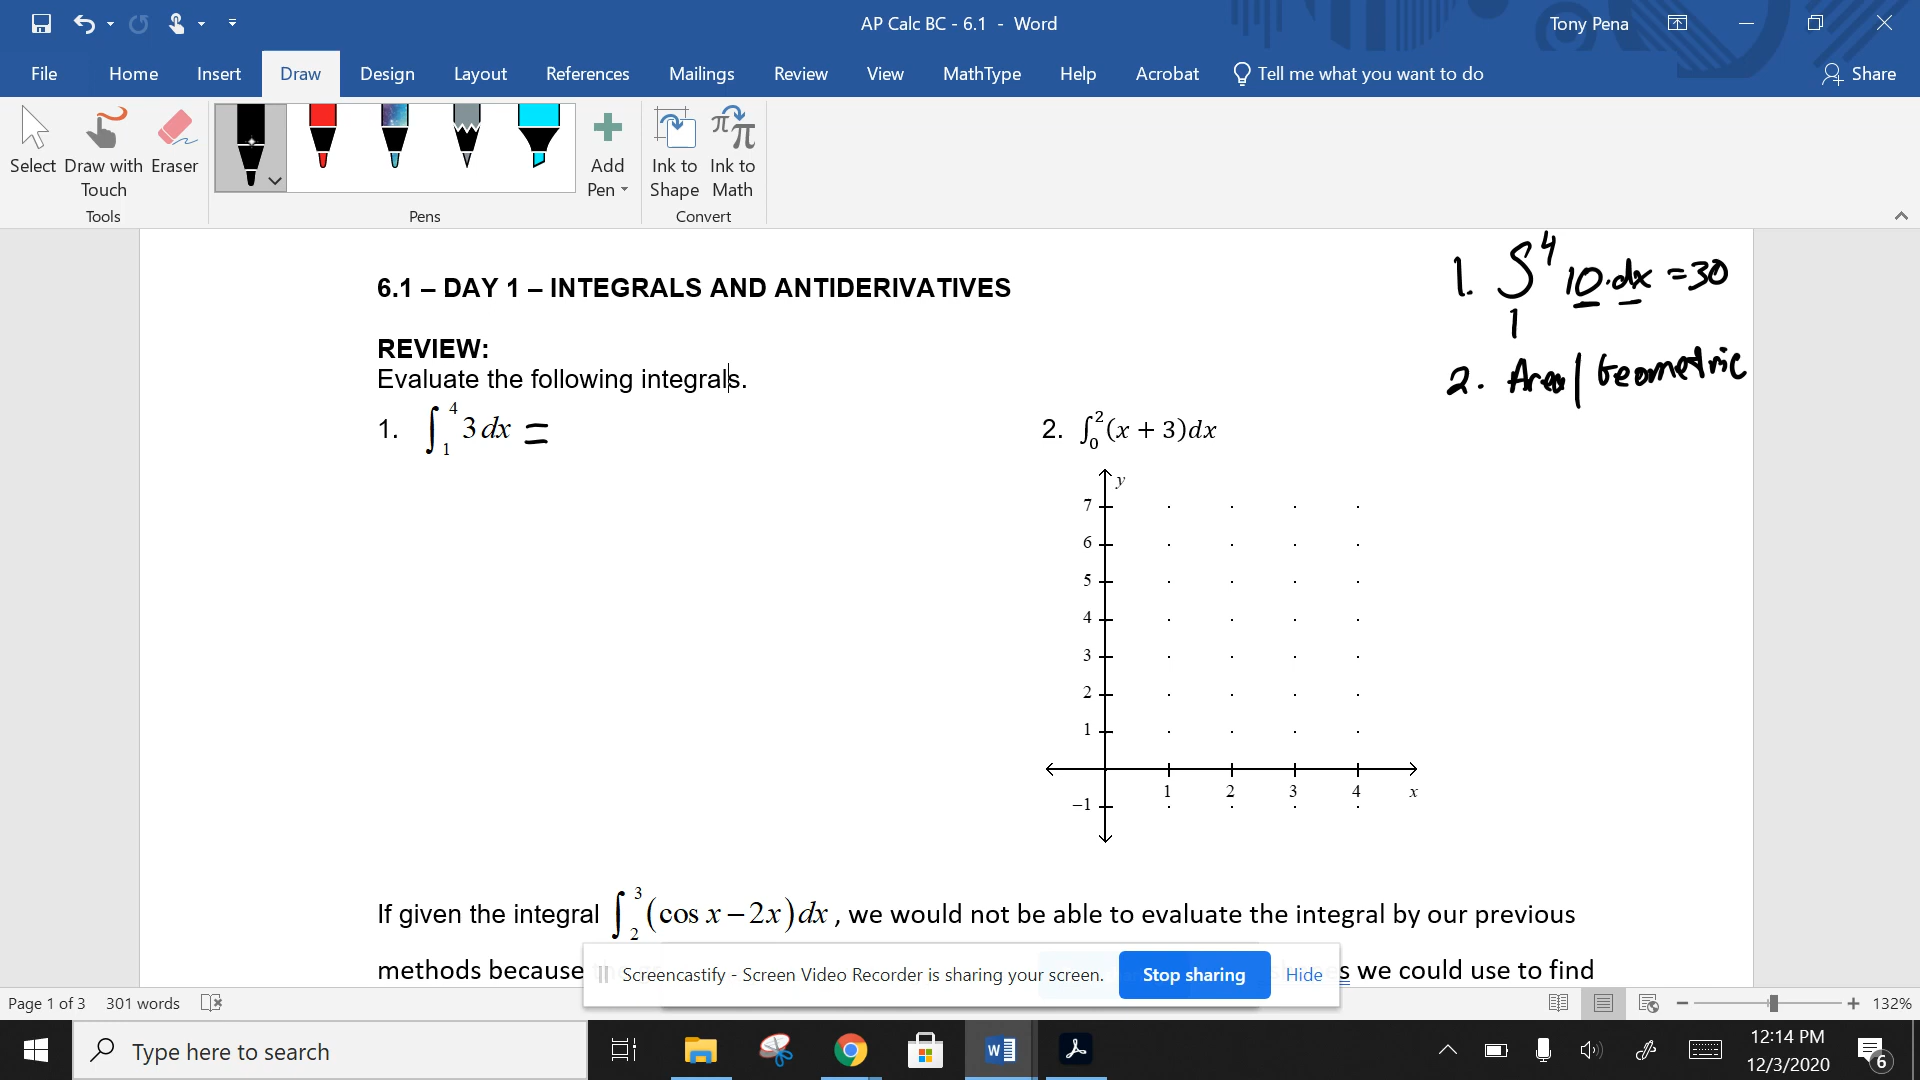 AP Calc BC - 6.1 - Word
Tony Pena
File Home Insert Draw Design Layout References Mailings Review View MathType Help Acrobat Tell me what you want to do Share
Select Draw with Touch Eraser Add Pen Ink to Shape Ink to Math
Tools Pens Convert
6.1 – DAY 1 – INTEGRALS AND ANTIDERIVATIVES
1. ∫₁⁴ 10·dx = 30
REVIEW:
2. Area | Geometric
Evaluate the following integrals.
1. ∫₁⁴ 3 dx =
2. ∫₀² (x + 3)dx
y
7
6
5
4
3
2
1
1 2 3 4 x
−1
If given the integral ∫₂³ (cos x − 2x) dx , we would not be able to evaluate the integral by our previous
methods because we could use to find
Screencastify - Screen Video Recorder is sharing your screen. Stop sharing Hide
Page 1 of 3 301 words 132%
Type here to search
12:14 PM
12/3/2020
6